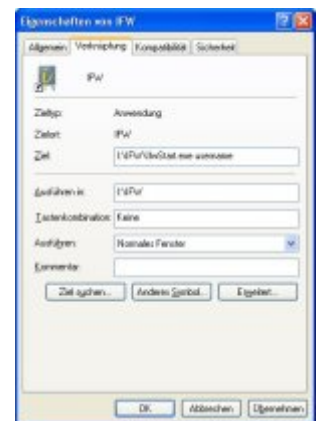 Eigenschaften von IFW
Allgemein Verknüpfung Kompatibilität Sicherheit
IFW
Zieltyp: Anwendung
Zielort: IFW
Ziel: username
Ausführen in:
Tastenkombination: Keine
Ausführen: Normales Fenster
Kommentar:
Ziel suchen... Anderes Symbol... Erweitert...
OK Abbrechen Übernehmen